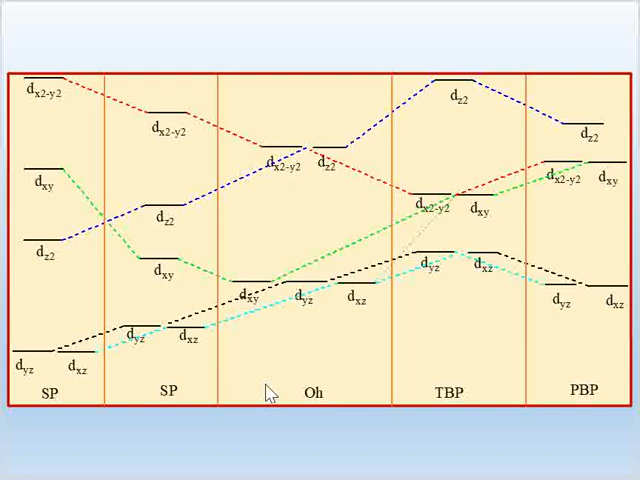 dx2-y2
dxy
dz2
dyz dxz
SP
dx2-y2
dz2
dxy
dyz dxz
SP
dx2-y2 dz2
dxy dyz dxz
Oh
dz2
dx2-y2 dxy
dyz dxz
TBP
dz2
dx2-y2 dxy
dyz dxz
PBP